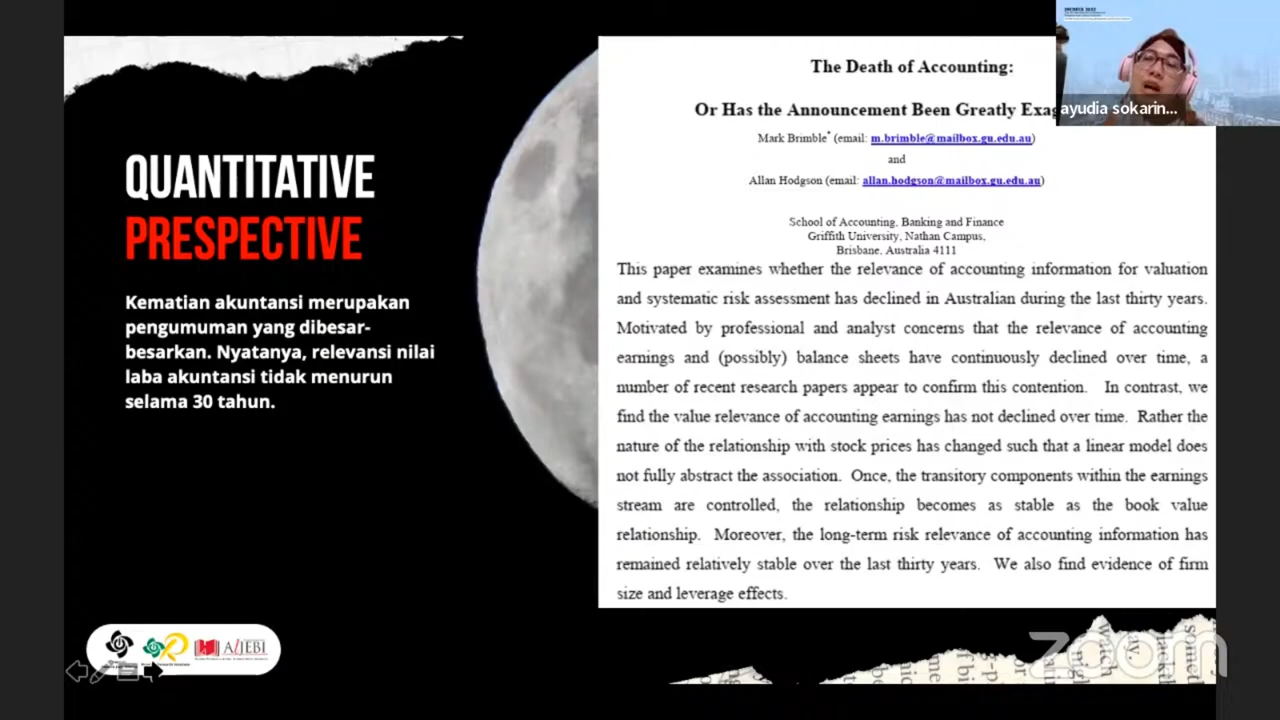 QUANTITATIVE
PRESPECTIVE
Kematian akuntansi merupakan
pengumuman yang dibesar-
besarkan. Nyatanya, relevansi nilai
laba akuntansi tidak menurun
selama 30 tahun.
The Death of Accounting:
Or Has the Announcement Been Greatly Exag
Mark Brimble* (email: m.brimble@mailbox.gu.edu.au)
and
Allan Hodgson (email: allan.hodgson@mailbox.gu.edu.au)
School of Accounting, Banking and Finance
Griffith University, Nathan Campus,
Brisbane, Australia 4111
This paper examines whether the relevance of accounting information for valuation
and systematic risk assessment has declined in Australian during the last thirty years.
Motivated by professional and analyst concerns that the relevance of accounting
earnings and (possibly) balance sheets have continuously declined over time, a
number of recent research papers appear to confirm this contention. In contrast, we
find the value relevance of accounting earnings has not declined over time. Rather the
nature of the relationship with stock prices has changed such that a linear model does
not fully abstract the association. Once, the transitory components within the earnings
stream are controlled, the relationship becomes as stable as the book value
relationship. Moreover, the long-term risk relevance of accounting information has
remained relatively stable over the last thirty years. We also find evidence of firm
size and leverage effects.
ayudia sokarin...
zoom